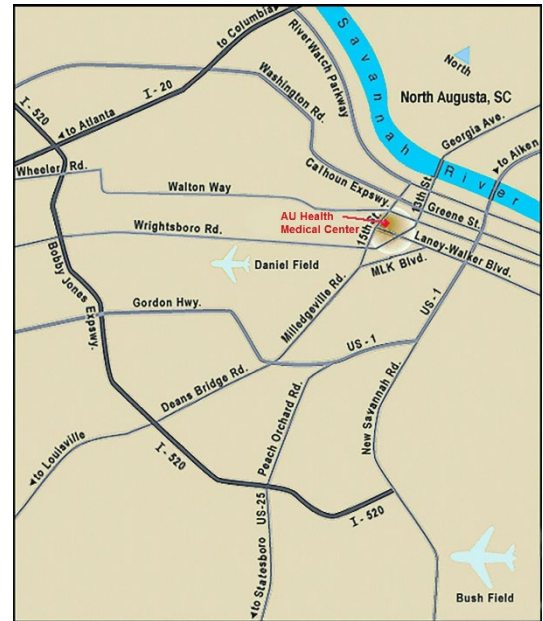 to Columbia
RiverWatch Parkway
Savannah River
North
I-20
Washington Rd.
North Augusta, SC
I-520
to Atlanta
Georgia Ave.
to Aiken
Wheeler Rd.
Calhoun Expswy.
Walton Way
13th St.
Greene St.
AU Health
Medical Center
15th St.
Wrightsboro Rd.
Laney-Walker Blvd.
Daniel Field
MLK Blvd.
Bobby Jones Expswy.
Milledgeville Rd.
Gordon Hwy.
US-1
US-1
Deans Bridge Rd.
Peach Orchard Rd.
New Savannah Rd.
to Louisville
I-520
I-520
US-25
to Statesboro
Bush Field